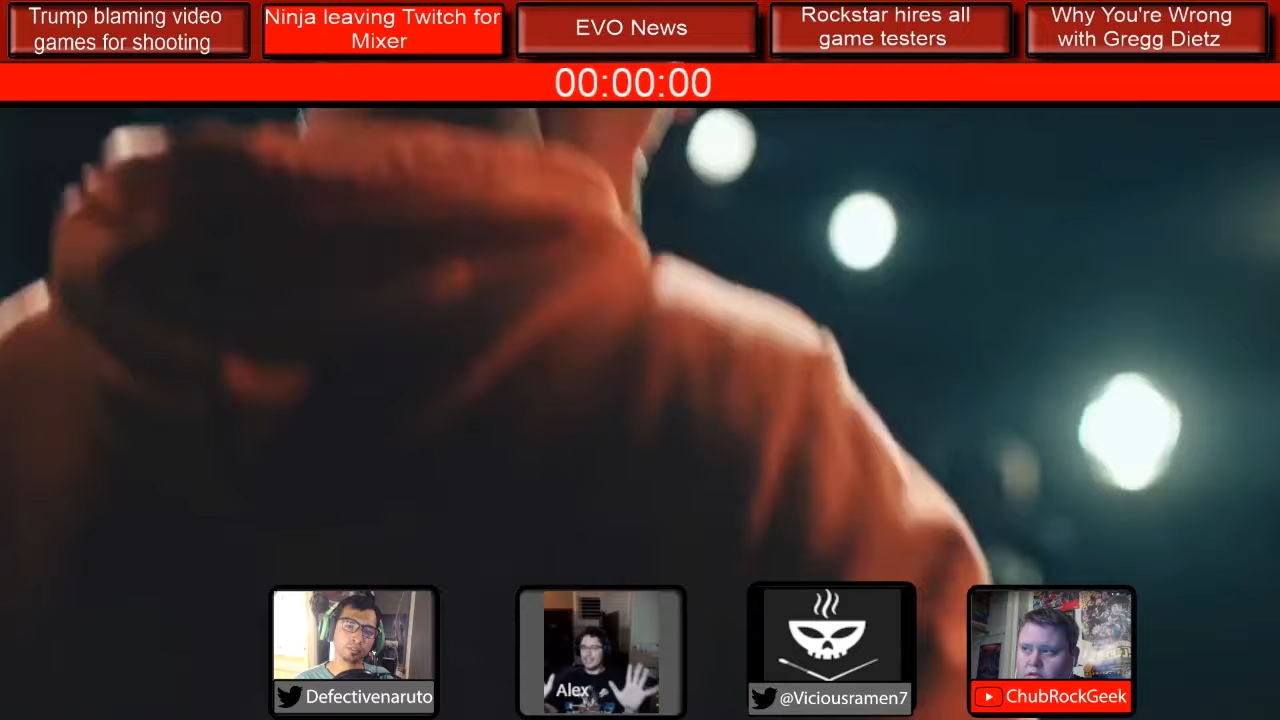 Trump blaming video
games for shooting
Ninja leaving Twitch for
Mixer
EVO News
Rockstar hires all
game testers
Why You're Wrong
with Gregg Dietz
00:00:00
Defectivenaruto
Alex
@Viciousramen7
ChubRockGeek